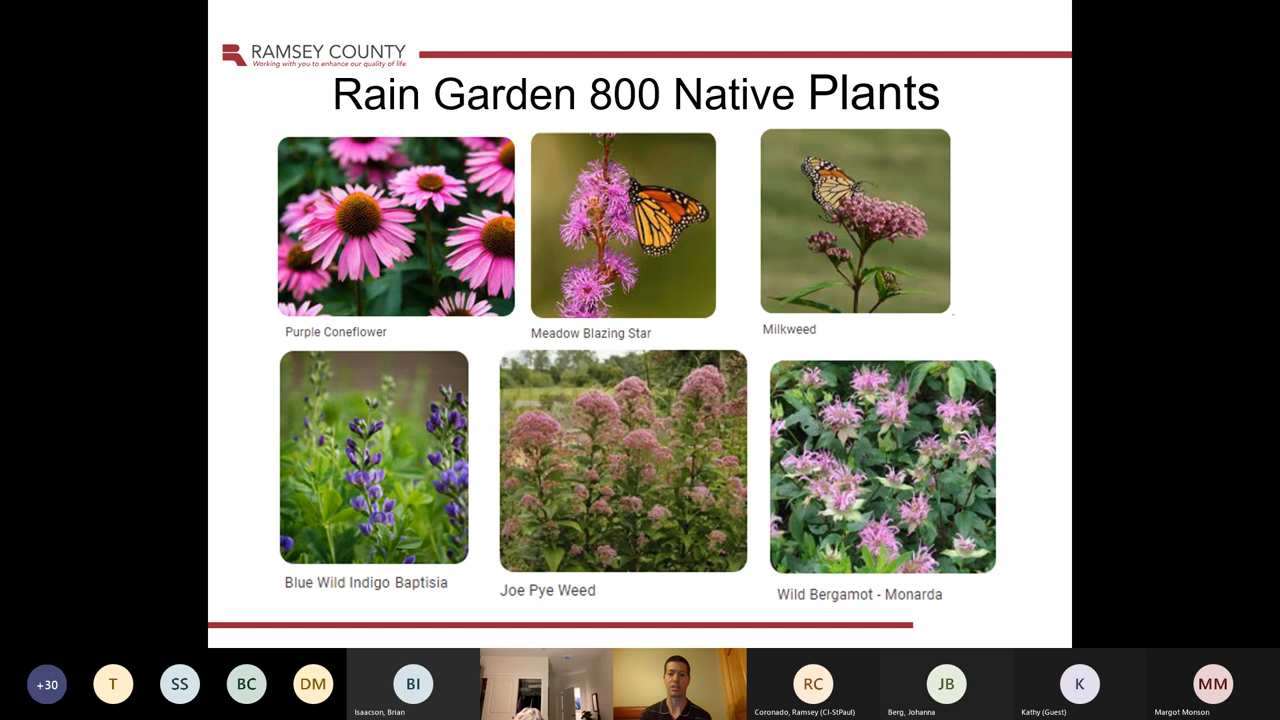 RAMSEY COUNTY
Working with you to enhance our quality of life
Rain Garden 800 Native Plants
Purple Coneflower
Meadow Blazing Star
Milkweed
Blue Wild Indigo Baptisia
Joe Pye Weed
Wild Bergamot - Monarda
+30
T
SS
BC
DM
BI
RC
JB
K
MM
Isaacson, Brian
Coronado, Ramsey (CI-StPaul)
Berg, Johanna
Kathy (Guest)
Margot Monson